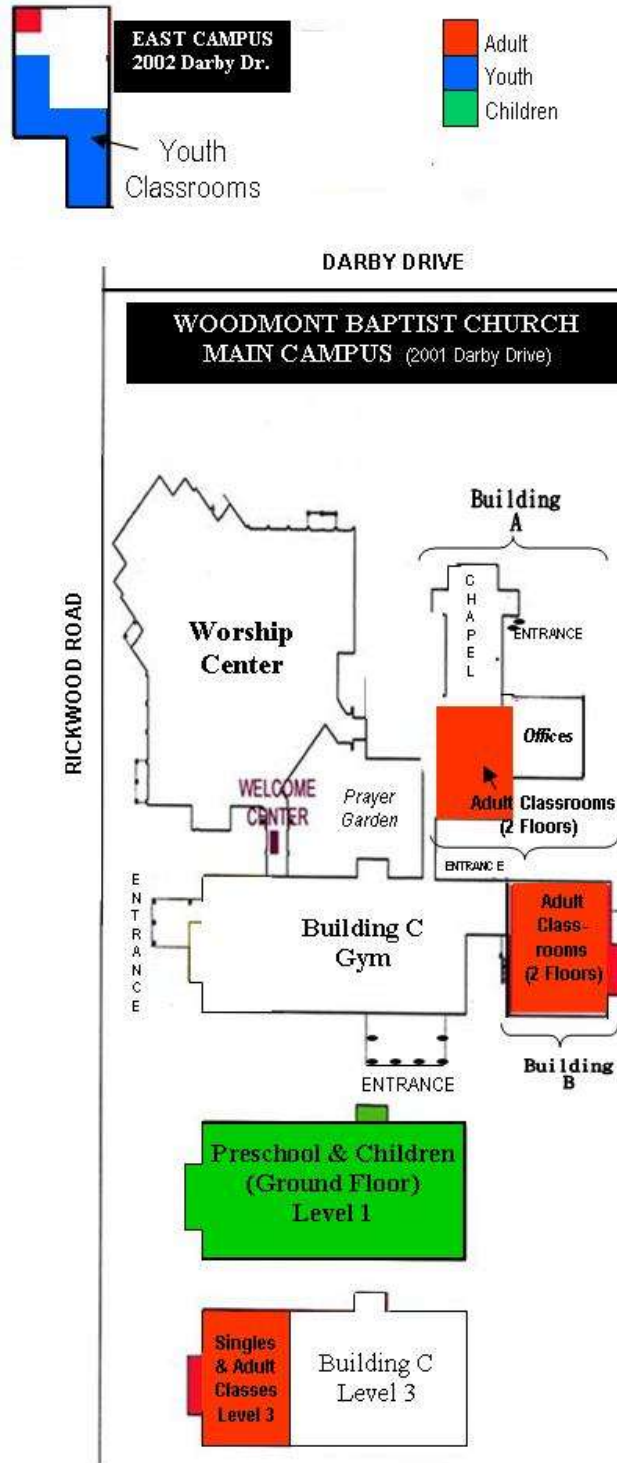 EAST CAMPUS
2002 Darby Dr.
Adult
Youth
Children
Youth
Classrooms
DARBY DRIVE
WOODMONT BAPTIST CHURCH
MAIN CAMPUS (2001 Darby Drive)
RICKWOOD ROAD
Building
A
CHAPEL
ENTRANCE
Worship
Center
Offices
WELCOME
CENTER
Prayer
Garden
Adult Classrooms
(2 Floors)
ENTRANCE
ENTRANCE
Building C
Gym
Adult
Class-
rooms
(2 Floors)
Building
B
ENTRANCE
Preschool & Children
(Ground Floor)
Level 1
Singles
& Adult
Classes
Level 3
Building C
Level 3